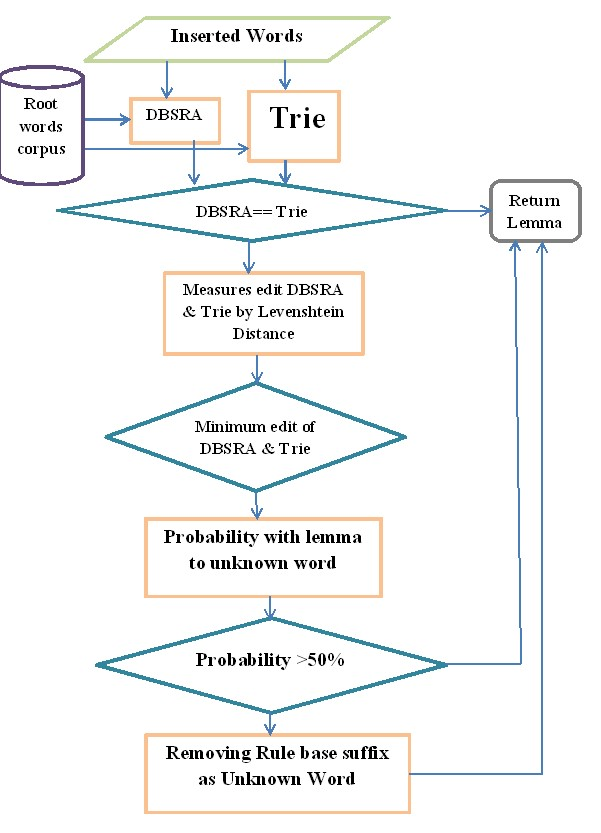 Inserted Words
Root
words
corpus
DBSRA
Trie
DBSRA== Trie
Return
Lemma
Measures edit DBSRA
& Trie by Levenshtein
Distance
Minimum edit of
DBSRA & Trie
Probability with lemma
to unknown word
Probability >50%
Removing Rule base suffix
as Unknown Word